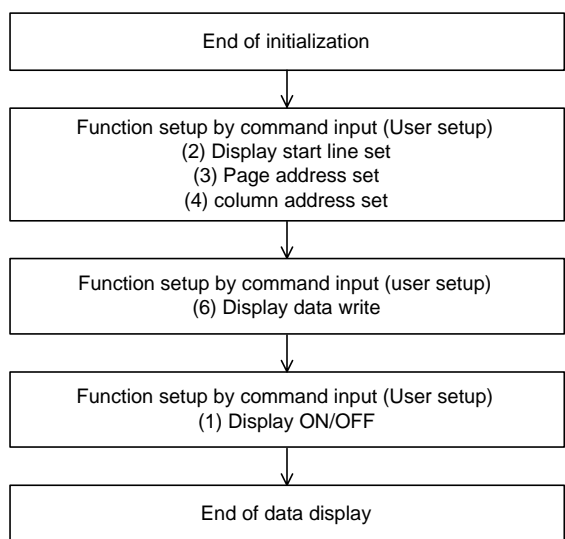 End of initialization
Function setup by command input (User setup)
(2) Display start line set
(3) Page address set
(4) column address set
Function setup by command input (user setup)
(6) Display data write
Function setup by command input (User setup)
(1) Display ON/OFF
End of data display